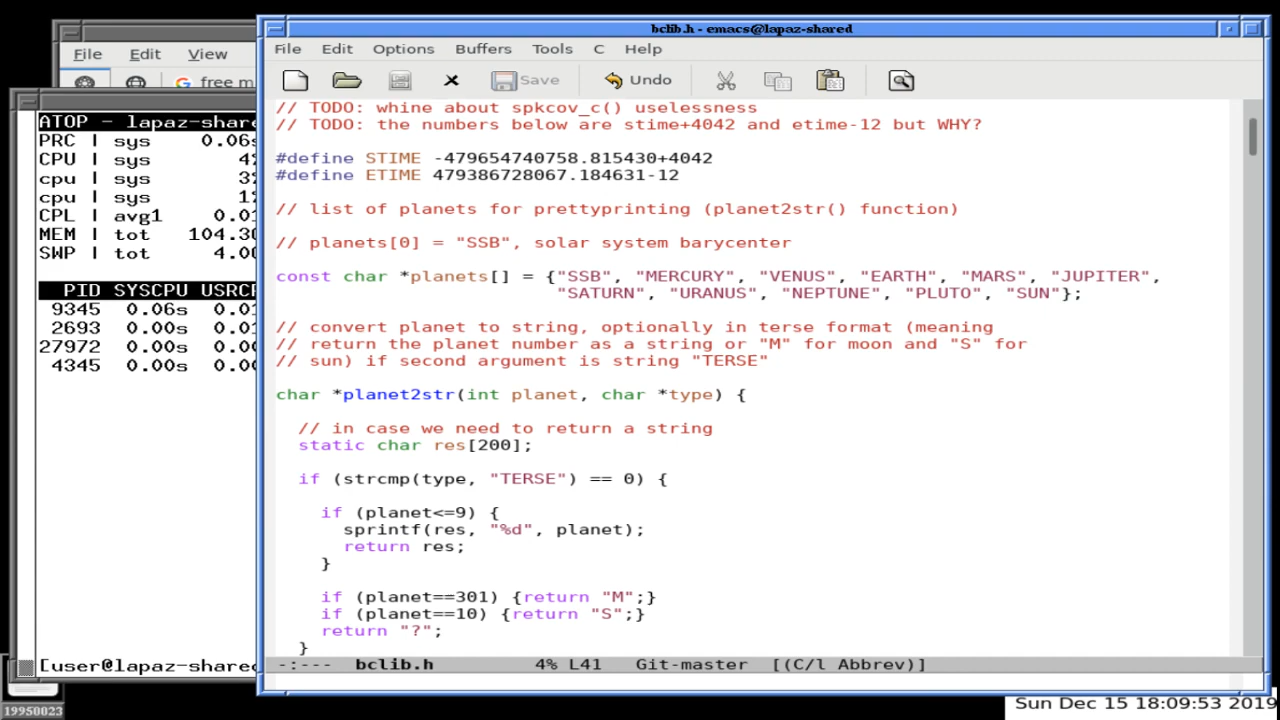 bclib.h - emacs@lapaz-shared
File Edit Options Buffers Tools C Help
Save Undo
// TODO: whine about spkcov_c() uselessness
// TODO: the numbers below are stime+4042 and etime-12 but WHY?
#define STIME -479654740758.815430+4042
#define ETIME 479386728067.184631-12
// list of planets for prettyprinting (planet2str() function)
// planets[0] = "SSB", solar system barycenter
const char *planets[] = {"SSB", "MERCURY", "VENUS", "EARTH", "MARS", "JUPITER",
"SATURN", "URANUS", "NEPTUNE", "PLUTO", "SUN"};
// convert planet to string, optionally in terse format (meaning
// return the planet number as a string or "M" for moon and "S" for
// sun) if second argument is string "TERSE"
char *planet2str(int planet, char *type) {
// in case we need to return a string
static char res[200];
if (strcmp(type, "TERSE") == 0) {
if (planet<=9) {
sprintf(res, "%d", planet);
return res;
}
if (planet==301) {return "M";}
if (planet==10) {return "S";}
return "?";
}
-:--- bclib.h 4% L41 Git-master [(C/l Abbrev)]
File Edit View
free m
ATOP - lapaz-share
PRC | sys 0.06s
CPU | sys 4%
cpu | sys 3%
cpu | sys 1%
CPL | avg1 0.01
MEM | tot 104.30
SWP | tot 4.00
PID SYSCPU USRCP
9345 0.06s 0.01
2693 0.00s 0.01
27972 0.00s 0.00
4345 0.00s 0.00
[user@lapaz-shared
19950023
Sun Dec 15 18:09:53 2019